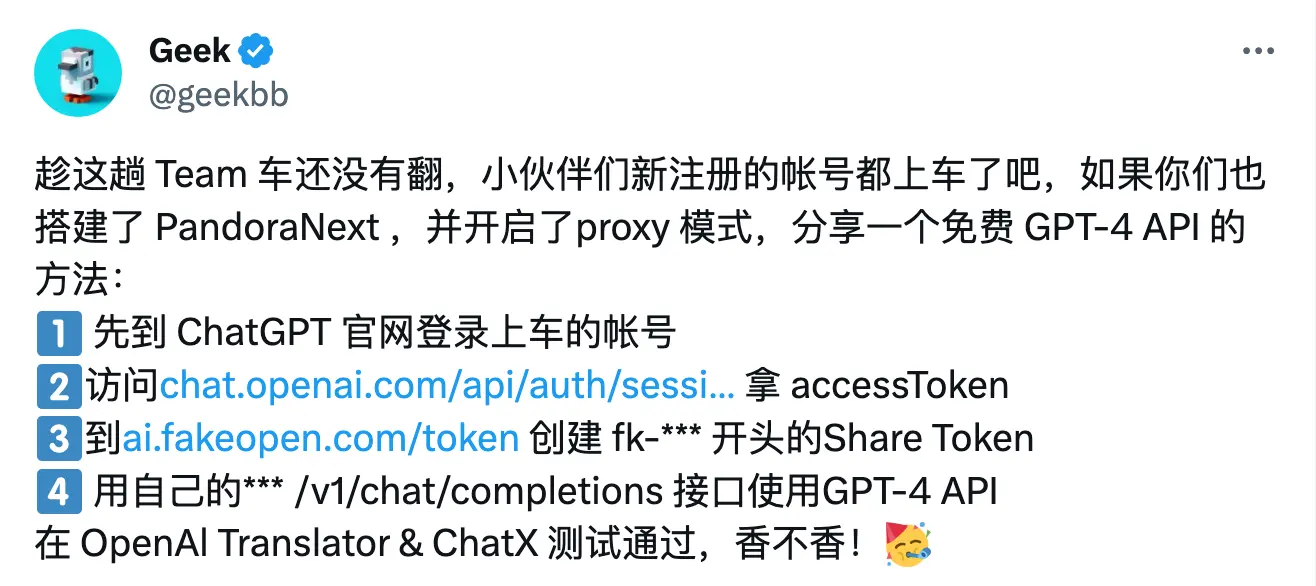 Geek
@geekbb
趁这趟 Team 车还没有翻，小伙伴们新注册的帐号都上车了吧，如果你们也
搭建了 PandoraNext ，并开启了proxy 模式，分享一个免费 GPT-4 API 的
方法：
1️⃣ 先到 ChatGPT 官网登录上车的帐号
2️⃣访问chat.openai.com/api/auth/sessi... 拿 accessToken
3️⃣到ai.fakeopen.com/token 创建 fk-*** 开头的Share Token
4️⃣ 用自己的*** /v1/chat/completions 接口使用GPT-4 API
在 OpenAl Translator & ChatX 测试通过，香不香！🥳